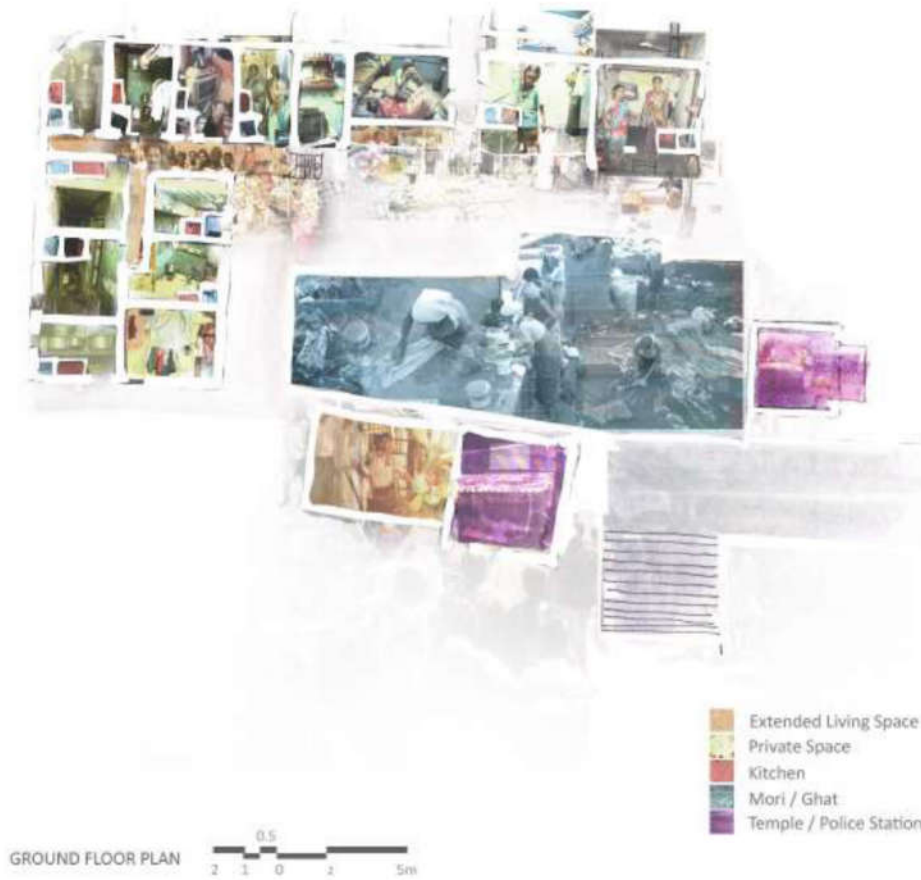 Extended Living Space
Private Space
Kitchen
Mori / Ghat
Temple / Police Station
GROUND FLOOR PLAN
0.5
2 1 0 2 5m